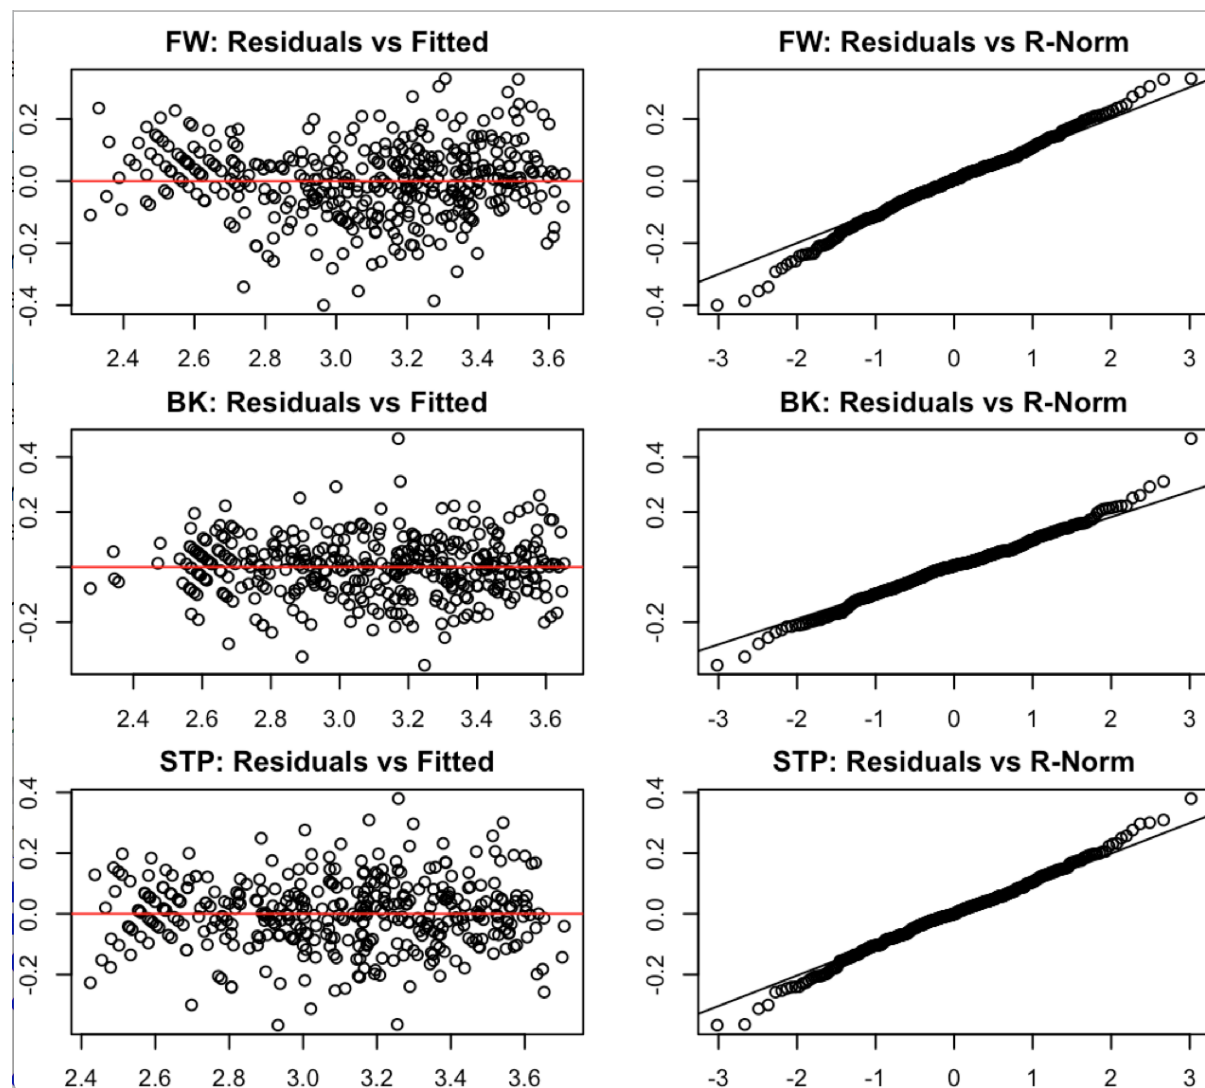 FW: Residuals vs Fitted
0.2
0.0
-0.2
-0.4
2.4 2.6 2.8 3.0 3.2 3.4 3.6
FW: Residuals vs R-Norm
0.2
0.0
-0.2
-0.4
-3 -2 -1 0 1 2 3
BK: Residuals vs Fitted
0.4
0.2
-0.2
2.4 2.6 2.8 3.0 3.2 3.4 3.6
BK: Residuals vs R-Norm
0.4
0.2
-0.2
-3 -2 -1 0 1 2 3
STP: Residuals vs Fitted
0.4
0.2
0.0
-0.2
2.4 2.6 2.8 3.0 3.2 3.4 3.6
STP: Residuals vs R-Norm
0.4
0.2
0.0
-0.2
-3 -2 -1 0 1 2 3